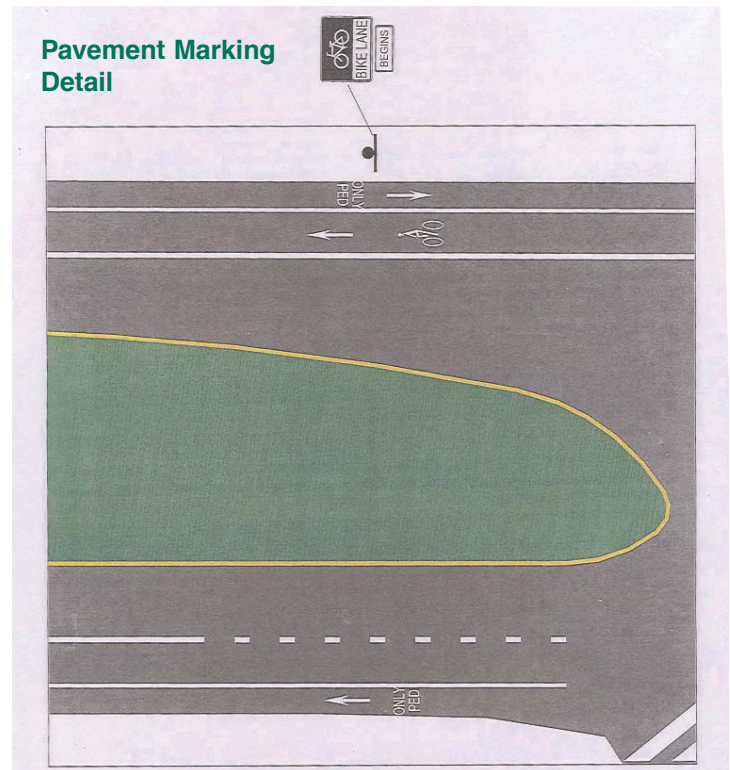 Pavement Marking
Detail
BIKE LANE
BEGINS
ONLY
PED
ONLY
PED